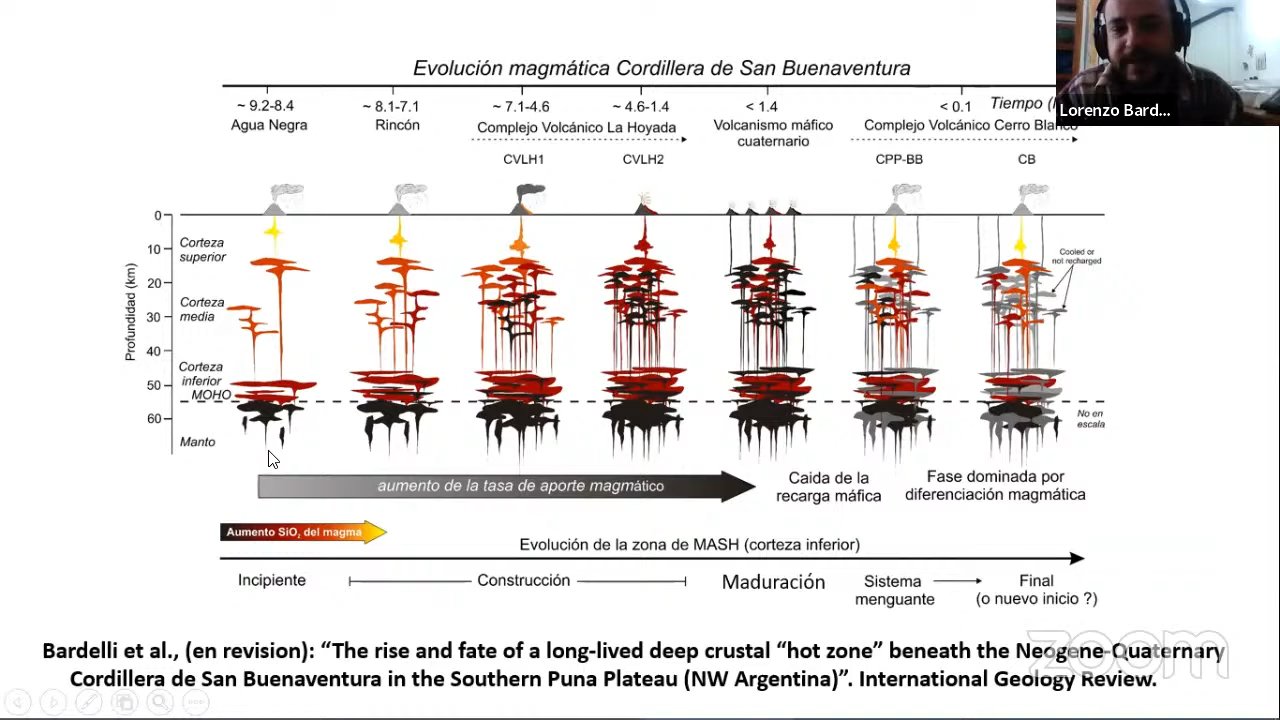 Evolución magmática Cordillera de San Buenaventura
~ 9.2-8.4
~ 8.1-7.1
~ 7.1-4.6
~ 4.6-1.4
< 1.4
< 0.1
Tiempo (
Lorenzo Bard...
Agua Negra
Rincón
Complejo Volcánico La Hoyada
Volcanismo máfico
cuaternario
Complejo Volcánico Cerro Blanco
CVLH1
CVLH2
CPP-BB
CB
0
Corteza
superior
10
Cooled or
not recharged
20
Corteza
media
30
Profundidad (km)
40
Corteza
inferior
50
MOHO
60
No en
escala
Manto
aumento de la tasa de aporte magmático
Caida de la
recarga máfica
Fase dominada por
diferenciación magmática
Aumento SiO₂ del magma
Evolución de la zona de MASH (corteza inferior)
Incipiente
Construcción
Maduración
Sistema
menguante
Final
(o nuevo inicio ?)
zoom
Bardelli et al., (en revision): “The rise and fate of a long-lived deep crustal “hot zone” beneath the Neogene-Quaternary
Cordillera de San Buenaventura in the Southern Puna Plateau (NW Argentina)”. International Geology Review.